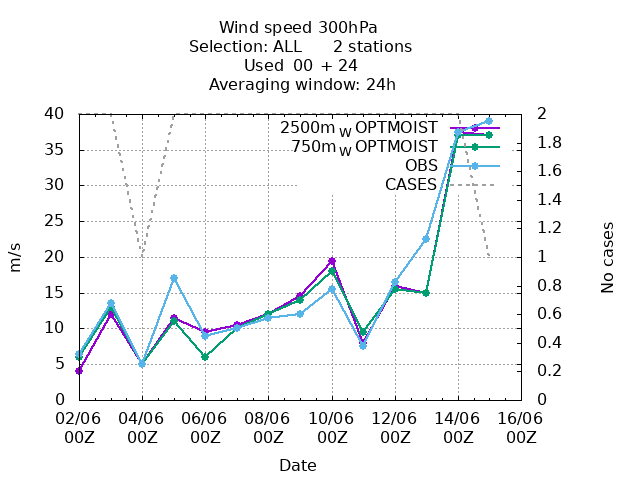 Wind speed 300hPa
Selection: ALL 2 stations
Used 00 + 24
Averaging window: 24h
2500m W OPTMOIST
750m W OPTMOIST
OBS
CASES
40
35
30
25
20
15
10
5
0
m/s
2
1.8
1.6
1.4
1.2
1
0.8
0.6
0.4
0.2
0
No cases
02/06 04/06 06/06 08/06 10/06 12/06 14/06 16/06
00Z 00Z 00Z 00Z 00Z 00Z 00Z 00Z
Date